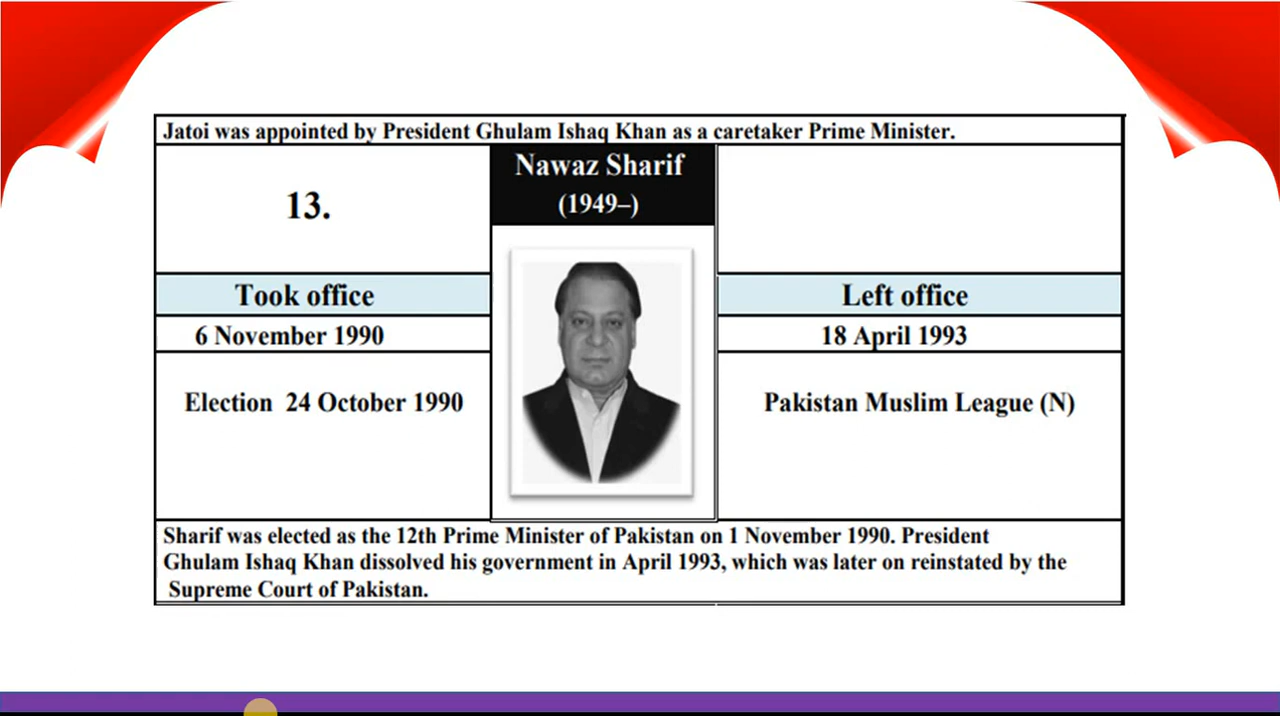 Jatoi was appointed by President Ghulam Ishaq Khan as a caretaker Prime Minister.
13.
Nawaz Sharif
(1949–)
Took office
Left office
6 November 1990
18 April 1993
Election 24 October 1990
Pakistan Muslim League (N)
Sharif was elected as the 12th Prime Minister of Pakistan on 1 November 1990. President
Ghulam Ishaq Khan dissolved his government in April 1993, which was later on reinstated by the
Supreme Court of Pakistan.